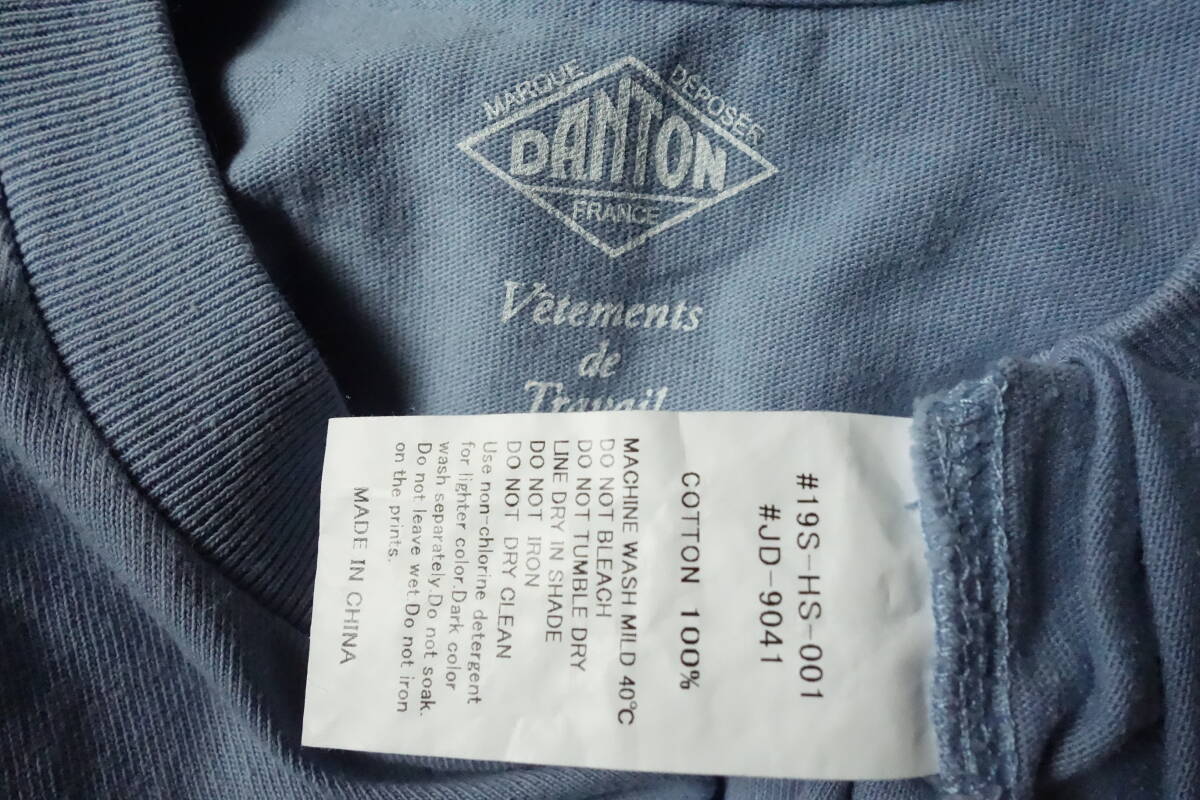 MARQUE DÉPOSÉE
DANTON
FRANCE
Vêtements
de
Travail
#19S-HS-001
#JD-9041
COTTON 100%
MACHINE WASH MILD 40℃
DO NOT BLEACH
DO NOT TUMBLE DRY
LINE DRY IN SHADE
DO NOT IRON
DO NOT DRY CLEAN
Use non-chlorine detergent
for lighter color.Dark color
wash separately.Do not soak.
Do not leave wet.Do not iron
on the prints.
MADE IN CHINA